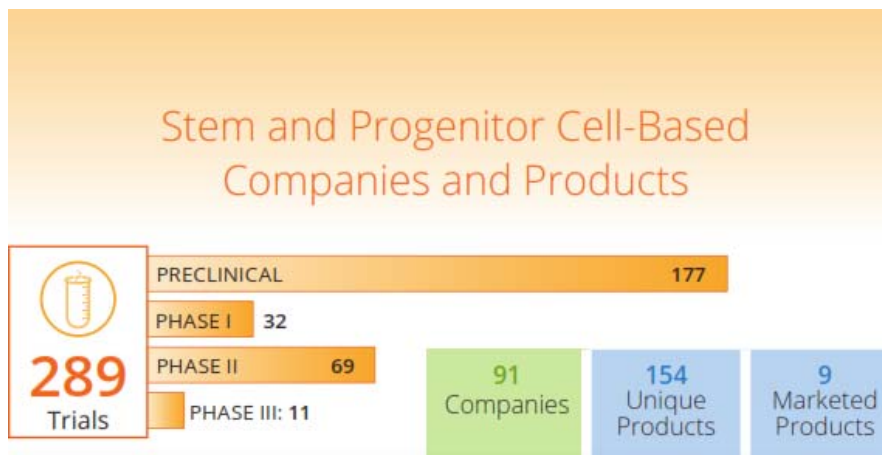 Stem and Progenitor Cell-Based
Companies and Products
289
Trials
PRECLINICAL 177
PHASE I 32
PHASE II 69
PHASE III: 11
91
Companies
154
Unique
Products
9
Marketed
Products